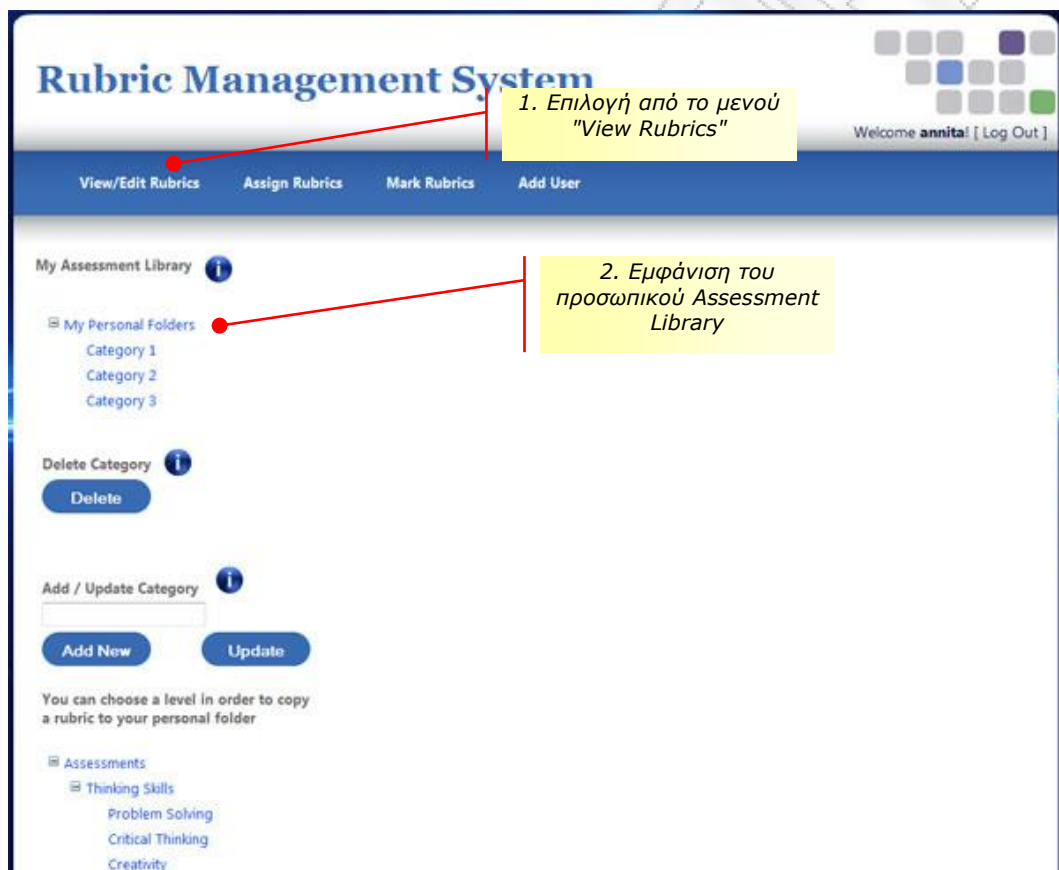 Rubric Management System
1. Επιλογή από το μενού
"View Rubrics"
Welcome annita! [ Log Out ]
View/Edit Rubrics Assign Rubrics Mark Rubrics Add User
My Assessment Library
2. Εμφάνιση του
προσωπικού Assessment
Library
My Personal Folders
Category 1
Category 2
Category 3
Delete Category
Delete
Add / Update Category
Add New Update
You can choose a level in order to copy
a rubric to your personal folder
Assessments
Thinking Skills
Problem Solving
Critical Thinking
Creativity